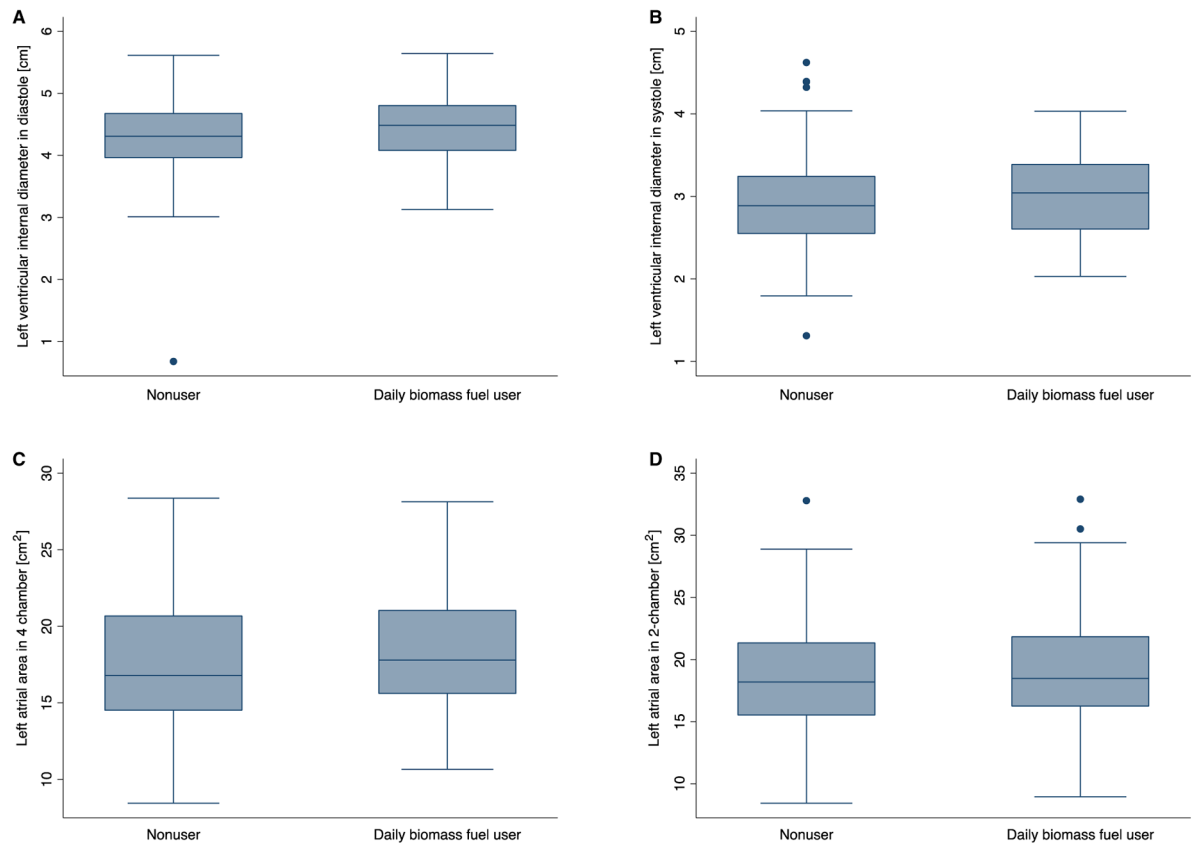 A
Left ventricular internal diameter in diastole [cm]
6
5
4
3
2
1
Nonuser
Daily biomass fuel user
B
Left ventricular internal diameter in systole [cm]
5
4
3
2
1
Nonuser
Daily biomass fuel user
C
Left atrial area in 4 chamber [cm²]
30
25
20
15
10
Nonuser
Daily biomass fuel user
D
Left atrial area in 2-chamber [cm²]
35
30
25
20
15
10
Nonuser
Daily biomass fuel user